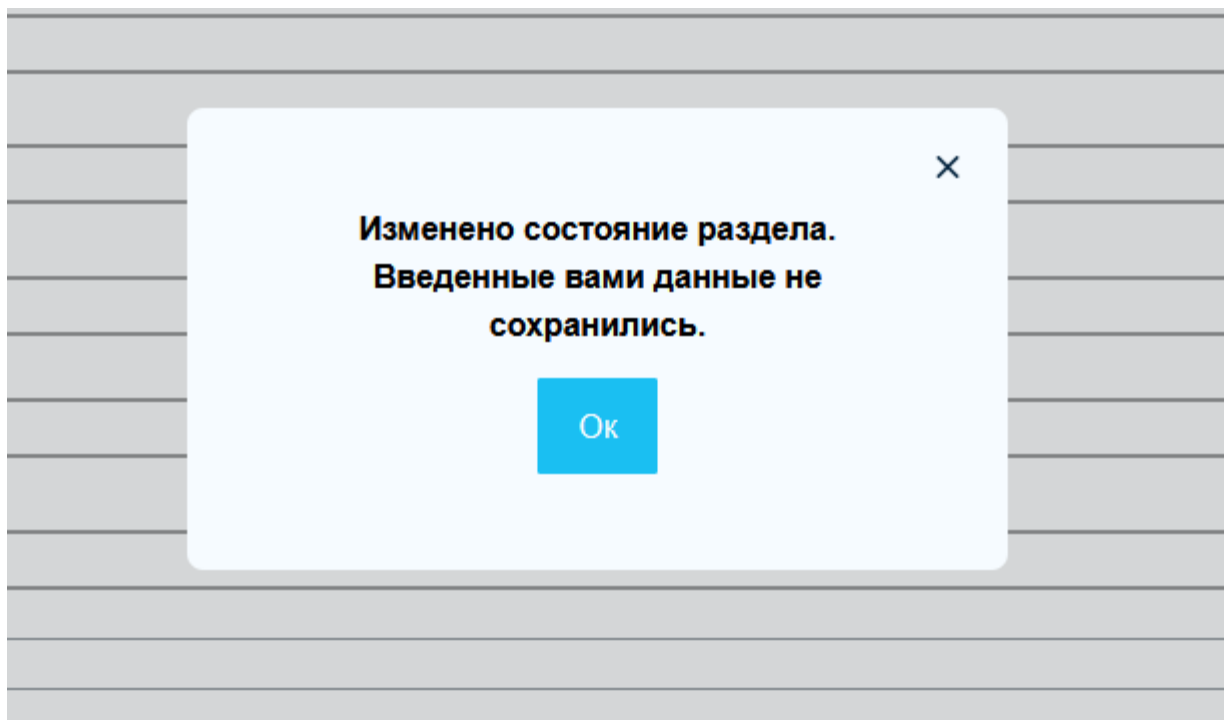 Изменено состояние раздела.
Введенные вами данные не
сохранились.
Ок